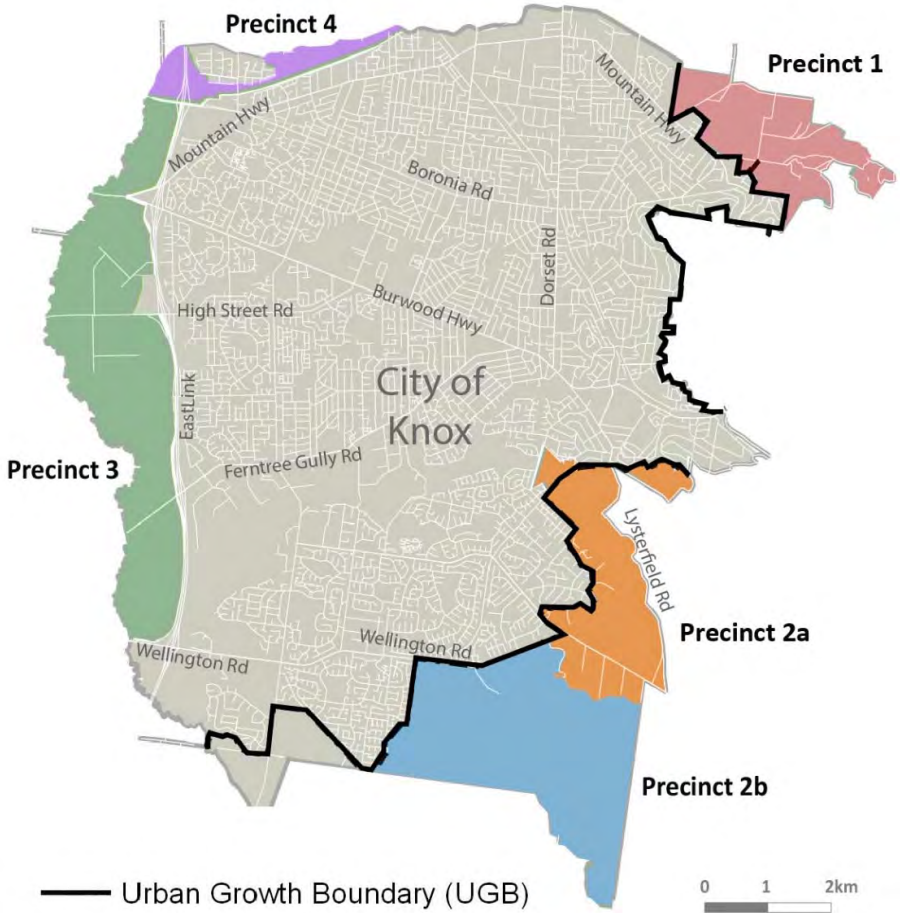 Precinct 4
Precinct 1
Mountain Hwy
Mountain Hwy
Boronia Rd
Dorset Rd
High Street Rd
Burwood Hwy
EastLink
City of
Knox
Precinct 3
Ferntree Gully Rd
Lysterfield Rd
Precinct 2a
Wellington Rd
Wellington Rd
Precinct 2b
Urban Growth Boundary (UGB)
0 1 2km